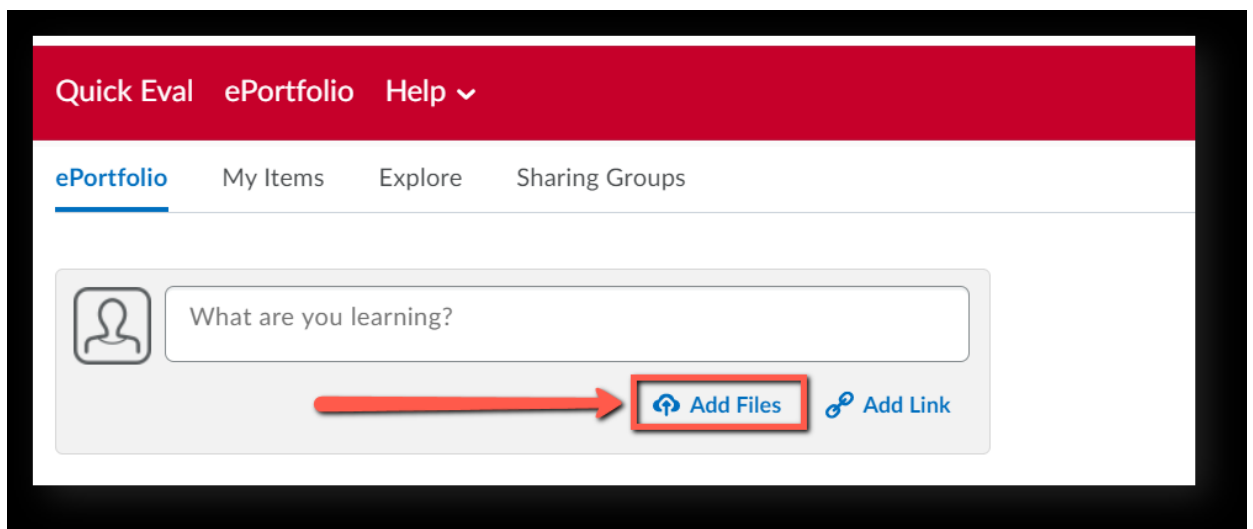 Quick Eval ePortfolio Help
ePortfolio My Items Explore Sharing Groups
What are you learning?
Add Files Add Link